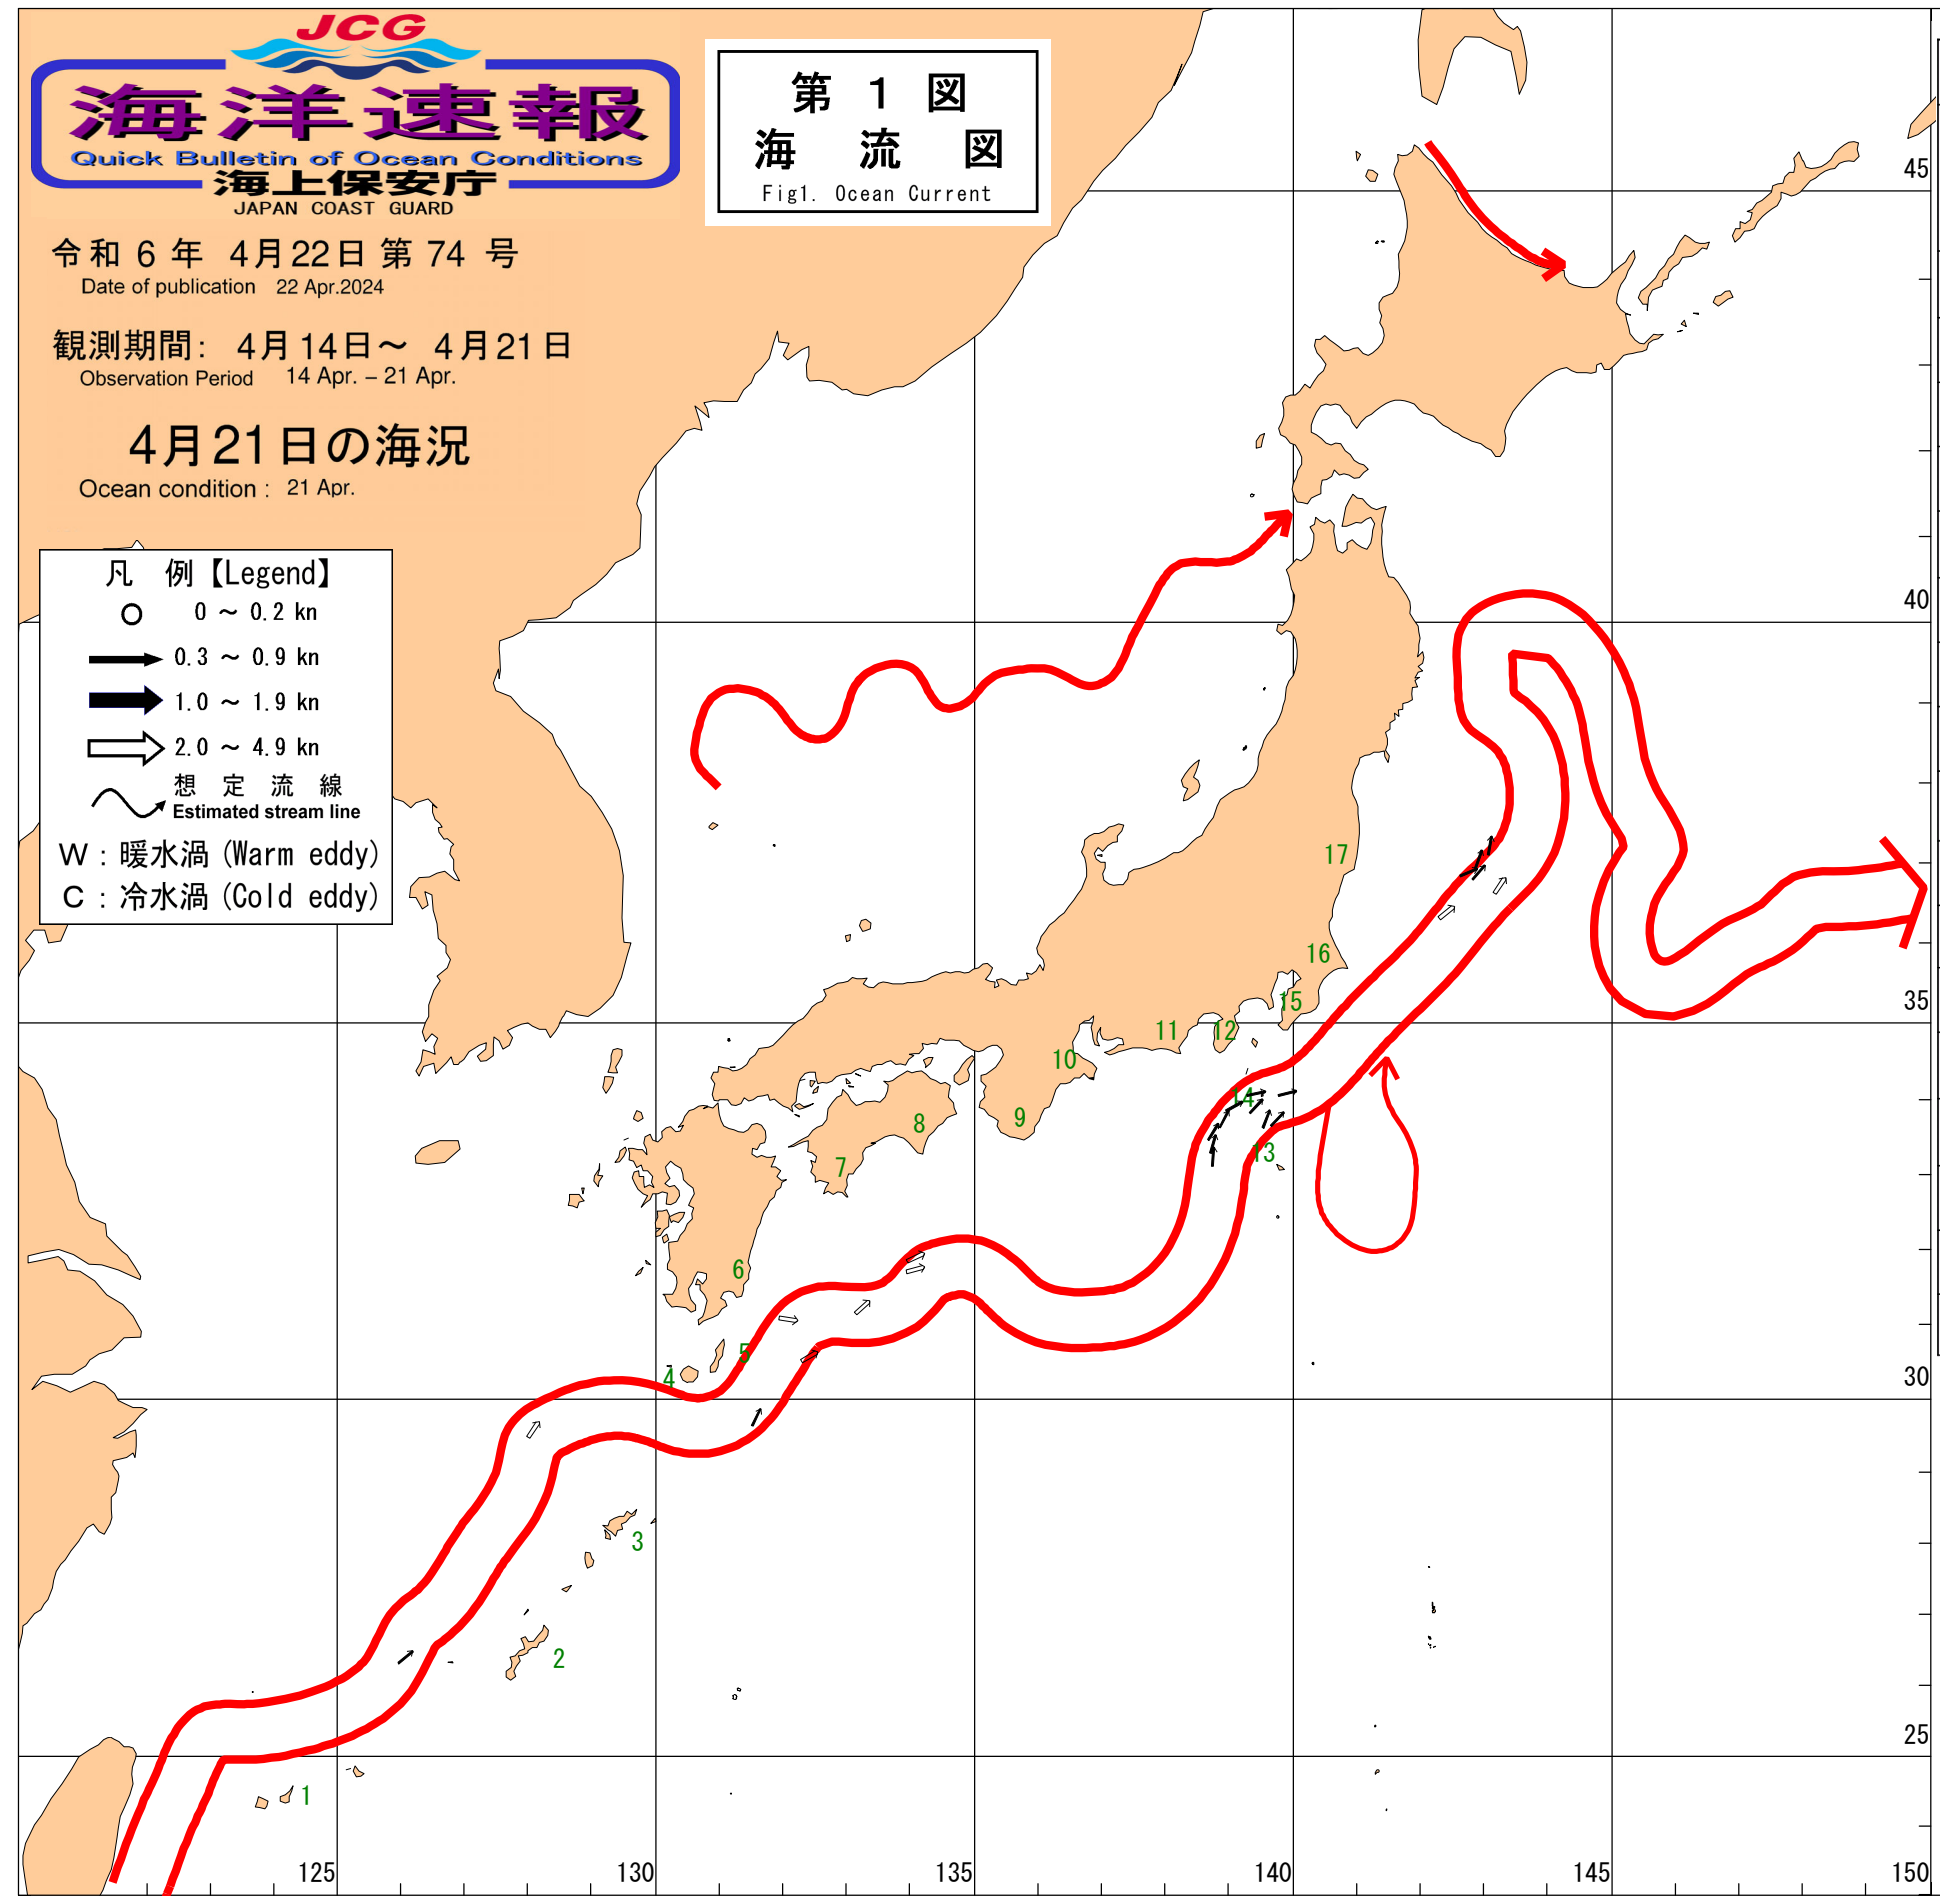 JCG
海洋速報
Quick Bulletin of Ocean Conditions
海上保安庁
JAPAN COAST GUARD
第 1 図
海 流 図
Fig1. Ocean Current
令和 6 年 4月22日 第 74 号
Date of publication 22 Apr.2024
観測期間: 4月14日～ 4月21日
Observation Period 14 Apr. – 21 Apr.
4月21日の海況
Ocean condition : 21 Apr.
凡 例【Legend】
0 ～ 0.2 kn
0.3 ～ 0.9 kn
1.0 ～ 1.9 kn
2.0 ～ 4.9 kn
想 定 流 線
Estimated stream line
W : 暖水渦 (Warm eddy)
C : 冷水渦 (Cold eddy)
45
40
17
16
35
15
12
11
10
14
9
8
13
7
6
5
4
30
3
2
25
1
125
130
135
140
145
150